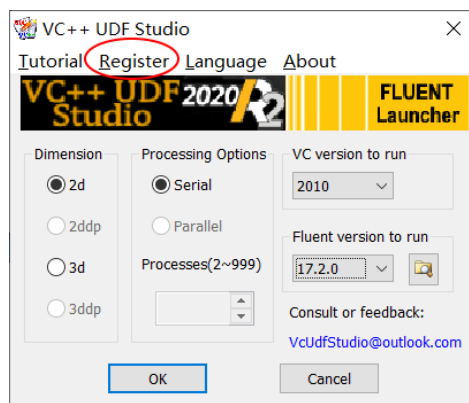 VC++ UDF Studio
Tutorial Register Language About
VC++ UDF 2020 R2 FLUENT
Studio Launcher
Dimension Processing Options VC version to run
2d Serial 2010
2ddp Parallel
Fluent version to run
3d Processes(2~999) 17.2.0
3ddp Consult or feedback:
VcUdfStudio@outlook.com
OK Cancel